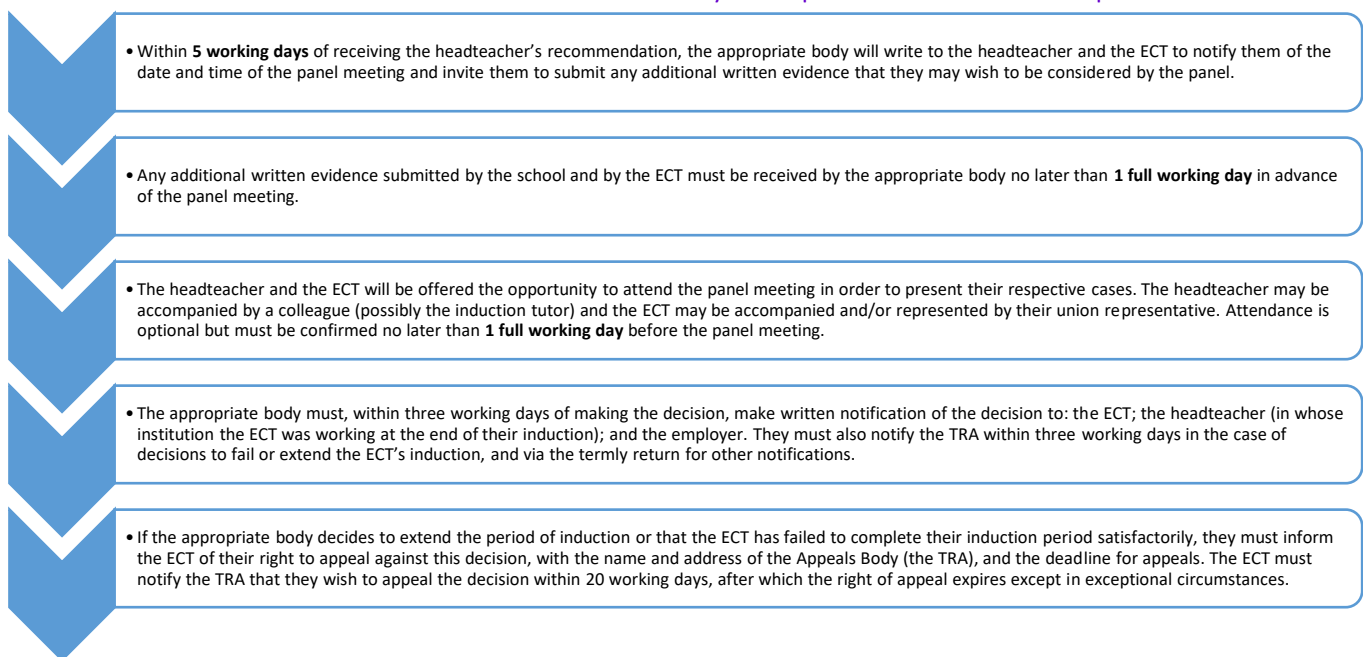 • Within 5 working days of receiving the headteacher's recommendation, the appropriate body will write to the headteacher and the ECT to notify them of the
date and time of the panel meeting and invite them to submit any additional written evidence that they may wish to be considered by the panel.
• Any additional written evidence submitted by the school and by the ECT must be received by the appropriate body no later than 1 full working day in advance
of the panel meeting.
• The headteacher and the ECT will be offered the opportunity to attend the panel meeting in order to present their respective cases. The headteacher may be
accompanied by a colleague (possibly the induction tutor) and the ECT may be accompanied and/or represented by their union representative. Attendance is
optional but must be confirmed no later than 1 full working day before the panel meeting.
• The appropriate body must, within three working days of making the decision, make written notification of the decision to: the ECT; the headteacher (in whose
institution the ECT was working at the end of their induction); and the employer. They must also notify the TRA within three working days in the case of
decisions to fail or extend the ECT's induction, and via the termly return for other notifications.
• If the appropriate body decides to extend the period of induction or that the ECT has failed to complete their induction period satisfactorily, they must inform
the ECT of their right to appeal against this decision, with the name and address of the Appeals Body (the TRA), and the deadline for appeals. The ECT must
notify the TRA that they wish to appeal the decision within 20 working days, after which the right of appeal expires except in exceptional circumstances.